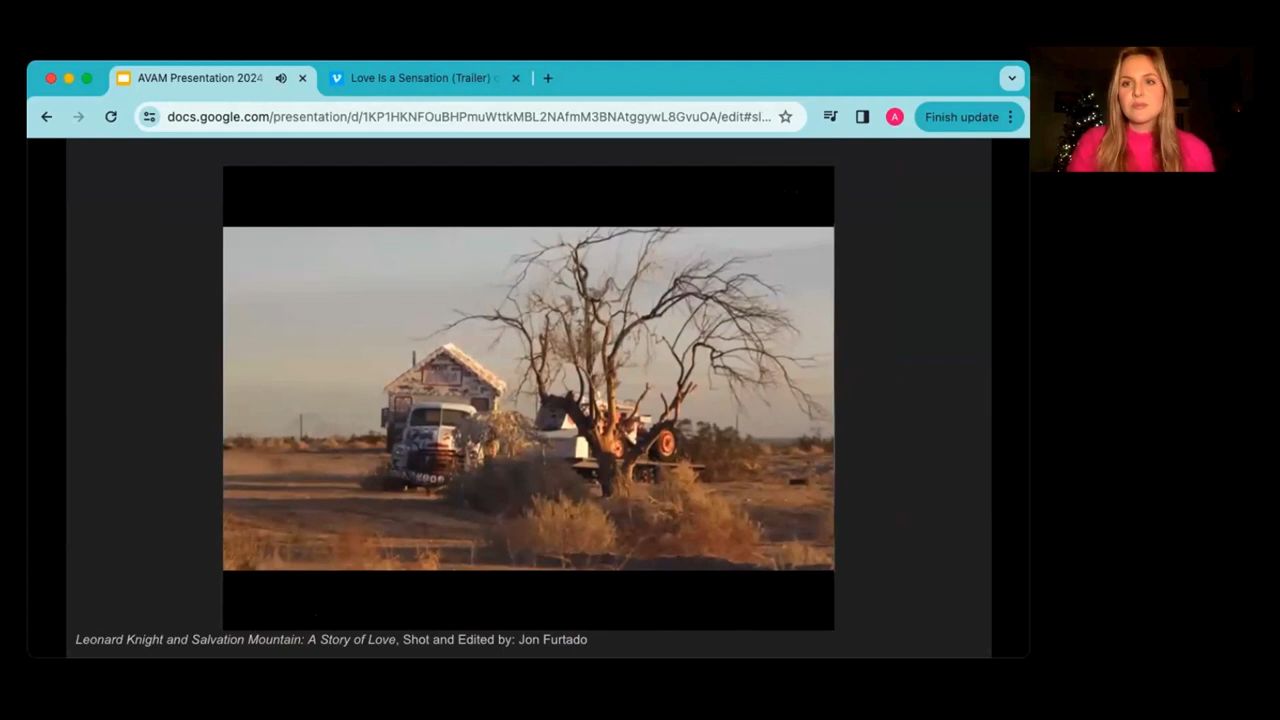 AVAM Presentation 2024
Love Is a Sensation (Trailer)
docs.google.com/presentation/d/1KP1HKNFOuBHPmuWttkMBL2NAfmM3BNAtggywL8GvuOA/edit#sl...
A
Finish update
Leonard Knight and Salvation Mountain: A Story of Love, Shot and Edited by: Jon Furtado